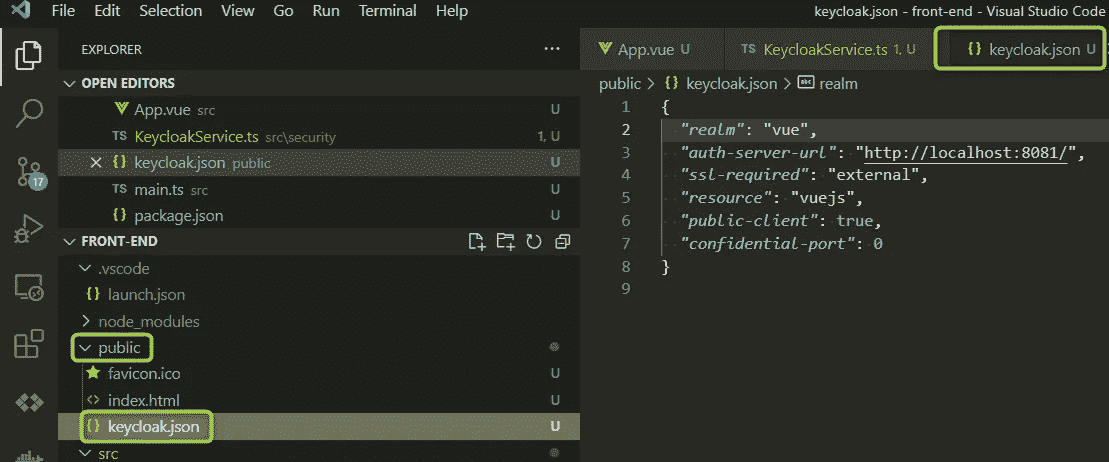 File Edit Selection View Go Run Terminal Help keycloak.json - front-end - Visual Studio Code
EXPLORER ...
OPEN EDITORS
App.vue src U
TS KeycloakService.ts src\security 1, U
{} keycloak.json public U
TS main.ts src U
{} package.json U
FRONT-END
.vscode
{} launch.json
node_modules
public
favicon.ico U
<> index.html U
{} keycloak.json U
src
17
App.vue U TS KeycloakService.ts 1, U {} keycloak.json U
public > {} keycloak.json > abc realm
1 {
2 "realm": "vue",
3 "auth-server-url": "http://localhost:8081/",
4 "ssl-required": "external",
5 "resource": "vuejs",
6 "public-client": true,
7 "confidential-port": 0
8 }
9